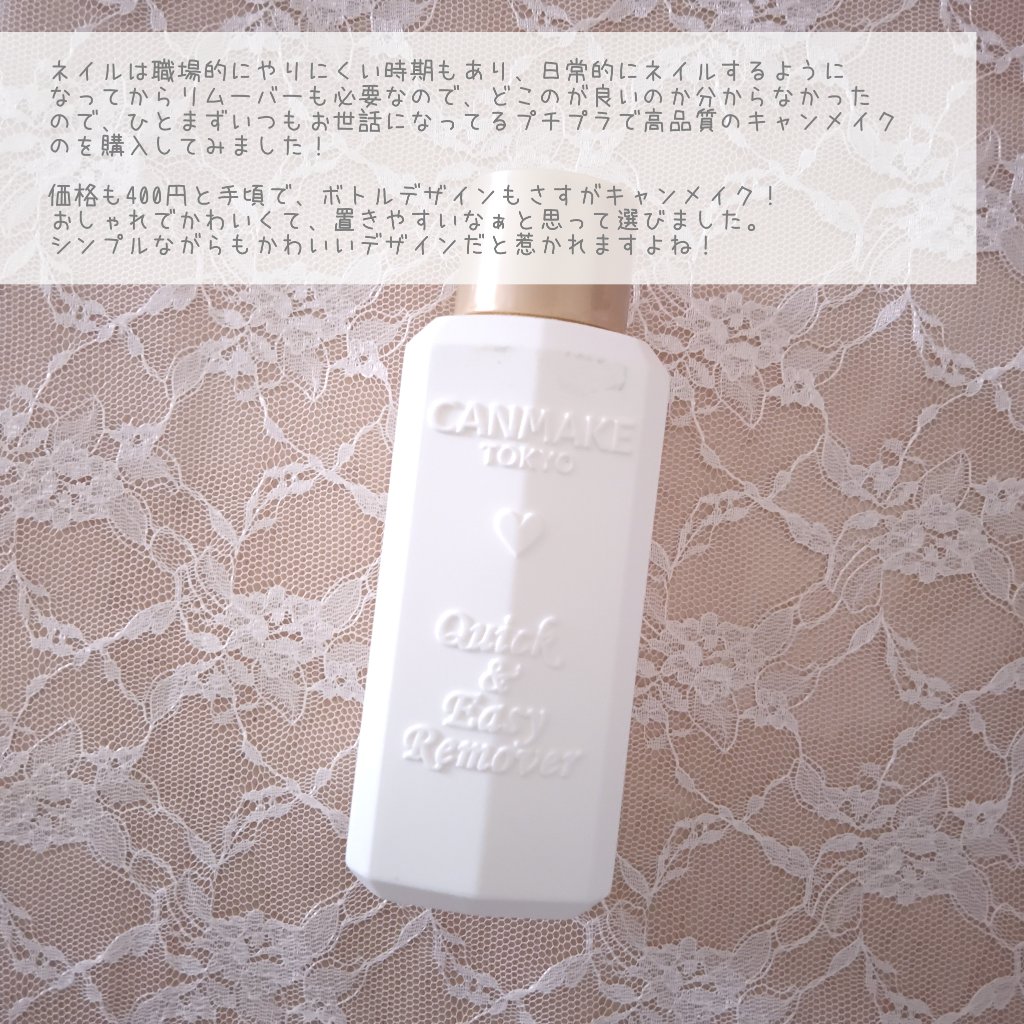 ネイルは職場的にやりにくい時期もあり、日常的にネイルするように
なってからリムーバーも必要なので、どこのが良いのか分からなかった
ので、ひとまずいつもお世話になってるプチプラで高品質のキャンメイク
のを購入してみました！
価格も400円と手頃で、ボトルデザインもさすがキャンメイク！
おしゃれでかわいくて、置きやすいなぁと思って選びました。
シンプルながらもかわいいデザインだと惹かれますよね！
CANMAKE
TOKYO
Quick
&
Easy
Remover